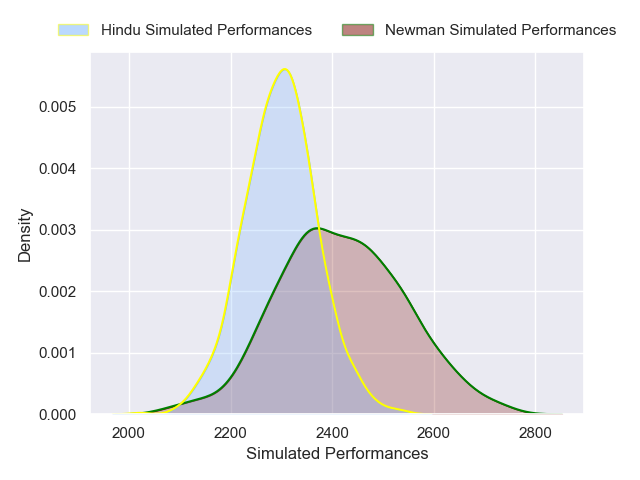 Hindu Simulated Performances Newman Simulated Performances
0.005
0.004
0.003
0.002
0.001
0.000
Density
2000 2200 2400 2600 2800
Simulated Performances